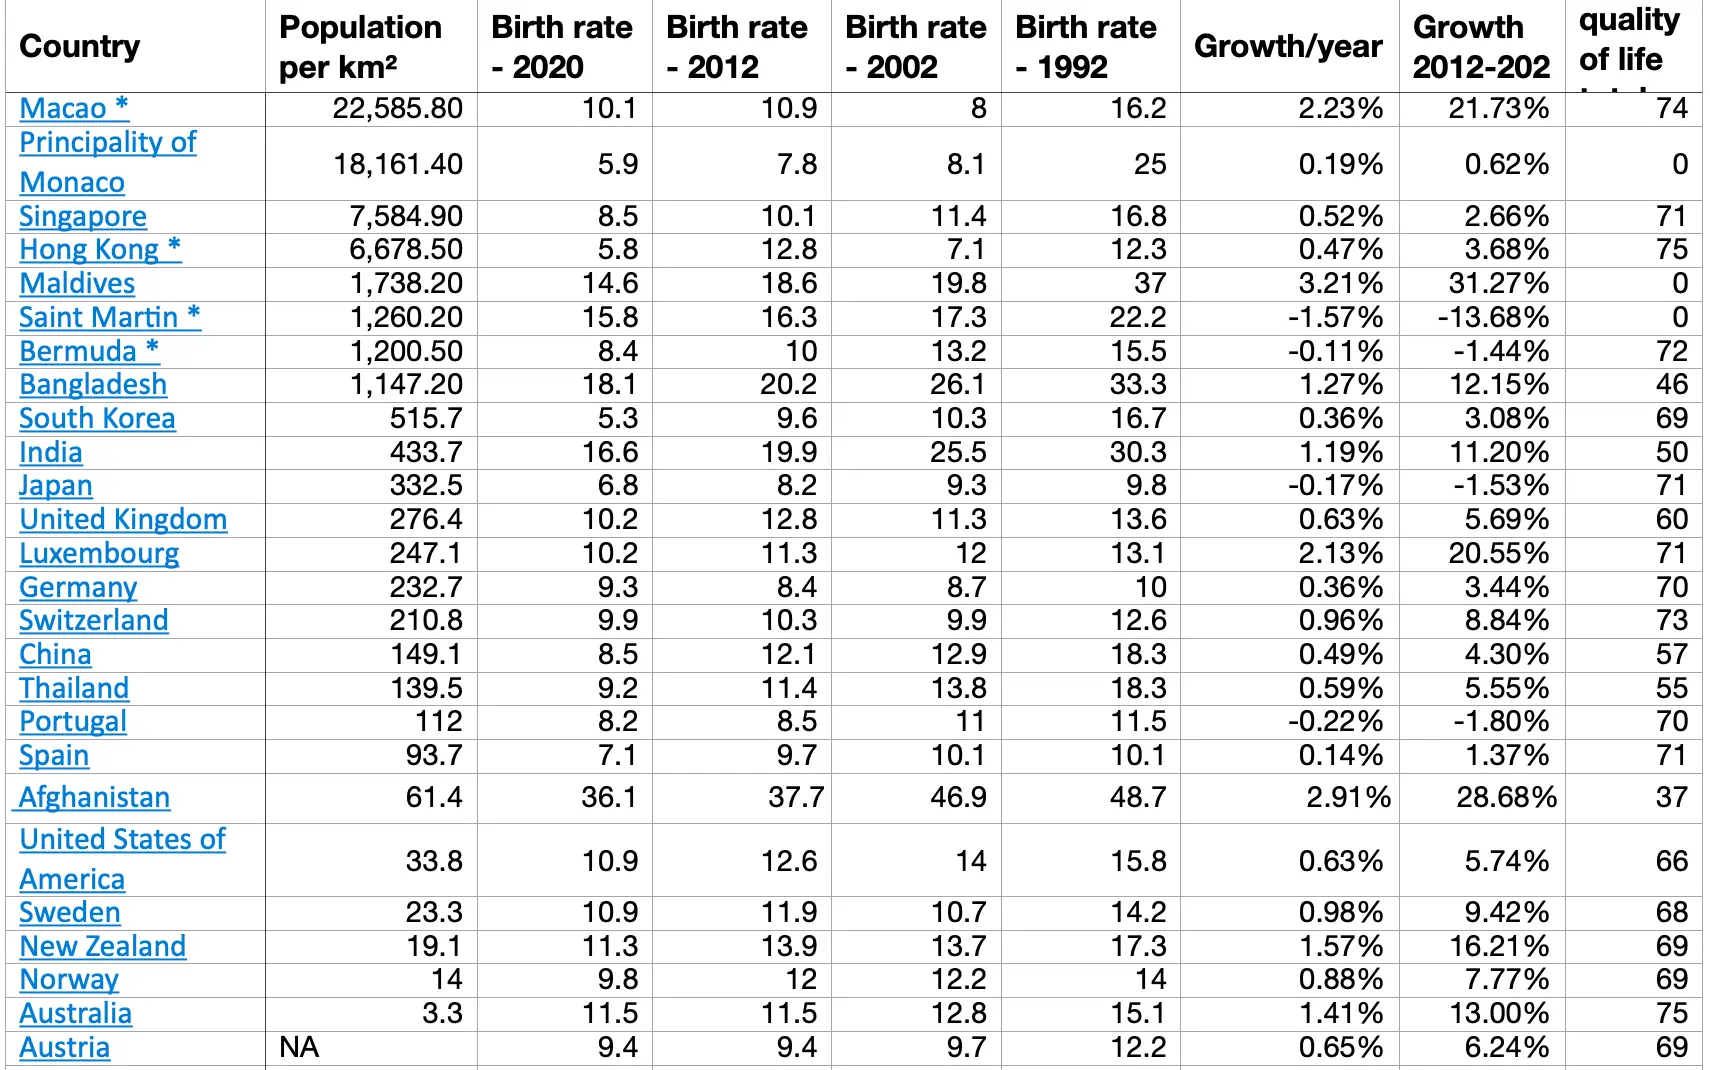 Country Population per km² Birth rate - 2020 Birth rate - 2012 Birth rate - 2002 Birth rate - 1992 Growth/year Growth 2012-202 quality of life
Macao * 22,585.80 10.1 10.9 8 16.2 2.23% 21.73% 74
Principality of Monaco 18,161.40 5.9 7.8 8.1 25 0.19% 0.62% 0
Singapore 7,584.90 8.5 10.1 11.4 16.8 0.52% 2.66% 71
Hong Kong * 6,678.50 5.8 12.8 7.1 12.3 0.47% 3.68% 75
Maldives 1,738.20 14.6 18.6 19.8 37 3.21% 31.27% 0
Saint Martin * 1,260.20 15.8 16.3 17.3 22.2 -1.57% -13.68% 0
Bermuda * 1,200.50 8.4 10 13.2 15.5 -0.11% -1.44% 72
Bangladesh 1,147.20 18.1 20.2 26.1 33.3 1.27% 12.15% 46
South Korea 515.7 5.3 9.6 10.3 16.7 0.36% 3.08% 69
India 433.7 16.6 19.9 25.5 30.3 1.19% 11.20% 50
Japan 332.5 6.8 8.2 9.3 9.8 -0.17% -1.53% 71
United Kingdom 276.4 10.2 12.8 11.3 13.6 0.63% 5.69% 60
Luxembourg 247.1 10.2 11.3 12 13.1 2.13% 20.55% 71
Germany 232.7 9.3 8.4 8.7 10 0.36% 3.44% 70
Switzerland 210.8 9.9 10.3 9.9 12.6 0.96% 8.84% 73
China 149.1 8.5 12.1 12.9 18.3 0.49% 4.30% 57
Thailand 139.5 9.2 11.4 13.8 18.3 0.59% 5.55% 55
Portugal 112 8.2 8.5 11 11.5 -0.22% -1.80% 70
Spain 93.7 7.1 9.7 10.1 10.1 0.14% 1.37% 71
Afghanistan 61.4 36.1 37.7 46.9 48.7 2.91% 28.68% 37
United States of America 33.8 10.9 12.6 14 15.8 0.63% 5.74% 66
Sweden 23.3 10.9 11.9 10.7 14.2 0.98% 9.42% 68
New Zealand 19.1 11.3 13.9 13.7 17.3 1.57% 16.21% 69
Norway 14 9.8 12 12.2 14 0.88% 7.77% 69
Australia 3.3 11.5 11.5 12.8 15.1 1.41% 13.00% 75
Austria NA 9.4 9.4 9.7 12.2 0.65% 6.24% 69